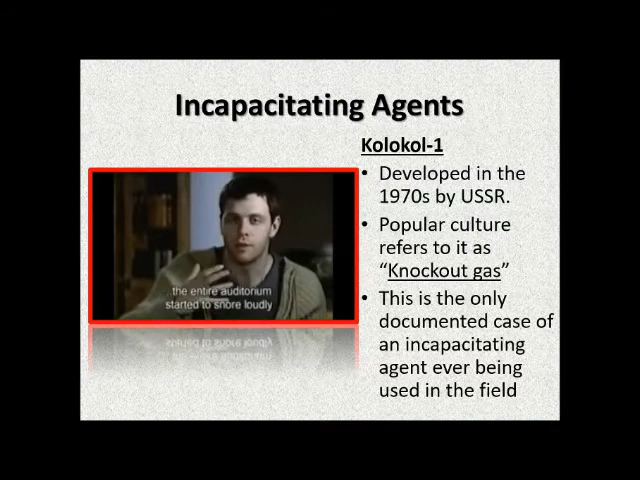 Incapacitating Agents
Kolokol-1
• Developed in the
1970s by USSR.
• Popular culture
refers to it as
“Knockout gas”
• This is the only
documented case of
an incapacitating
agent ever being
used in the field
the entire auditorium
started to snore loudly